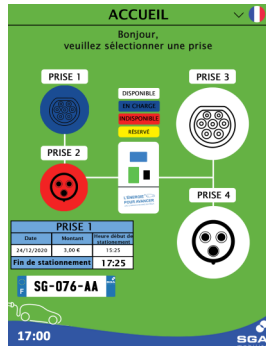 ACCUEIL
Bonjour,
veuillez sélectionner une prise
PRISE 1
PRISE 3
DISPONIBLE
EN CHARGE
INDISPONIBLE
RÉSERVÉ
PRISE 2
PRISE 4
POUR AVANCER
PRISE 1
Date Montant Heure début de stationnement
24/12/2020 3,00 € 15:25
Fin de stationnement 17:25
F SG-076-AA
17:00
SGA